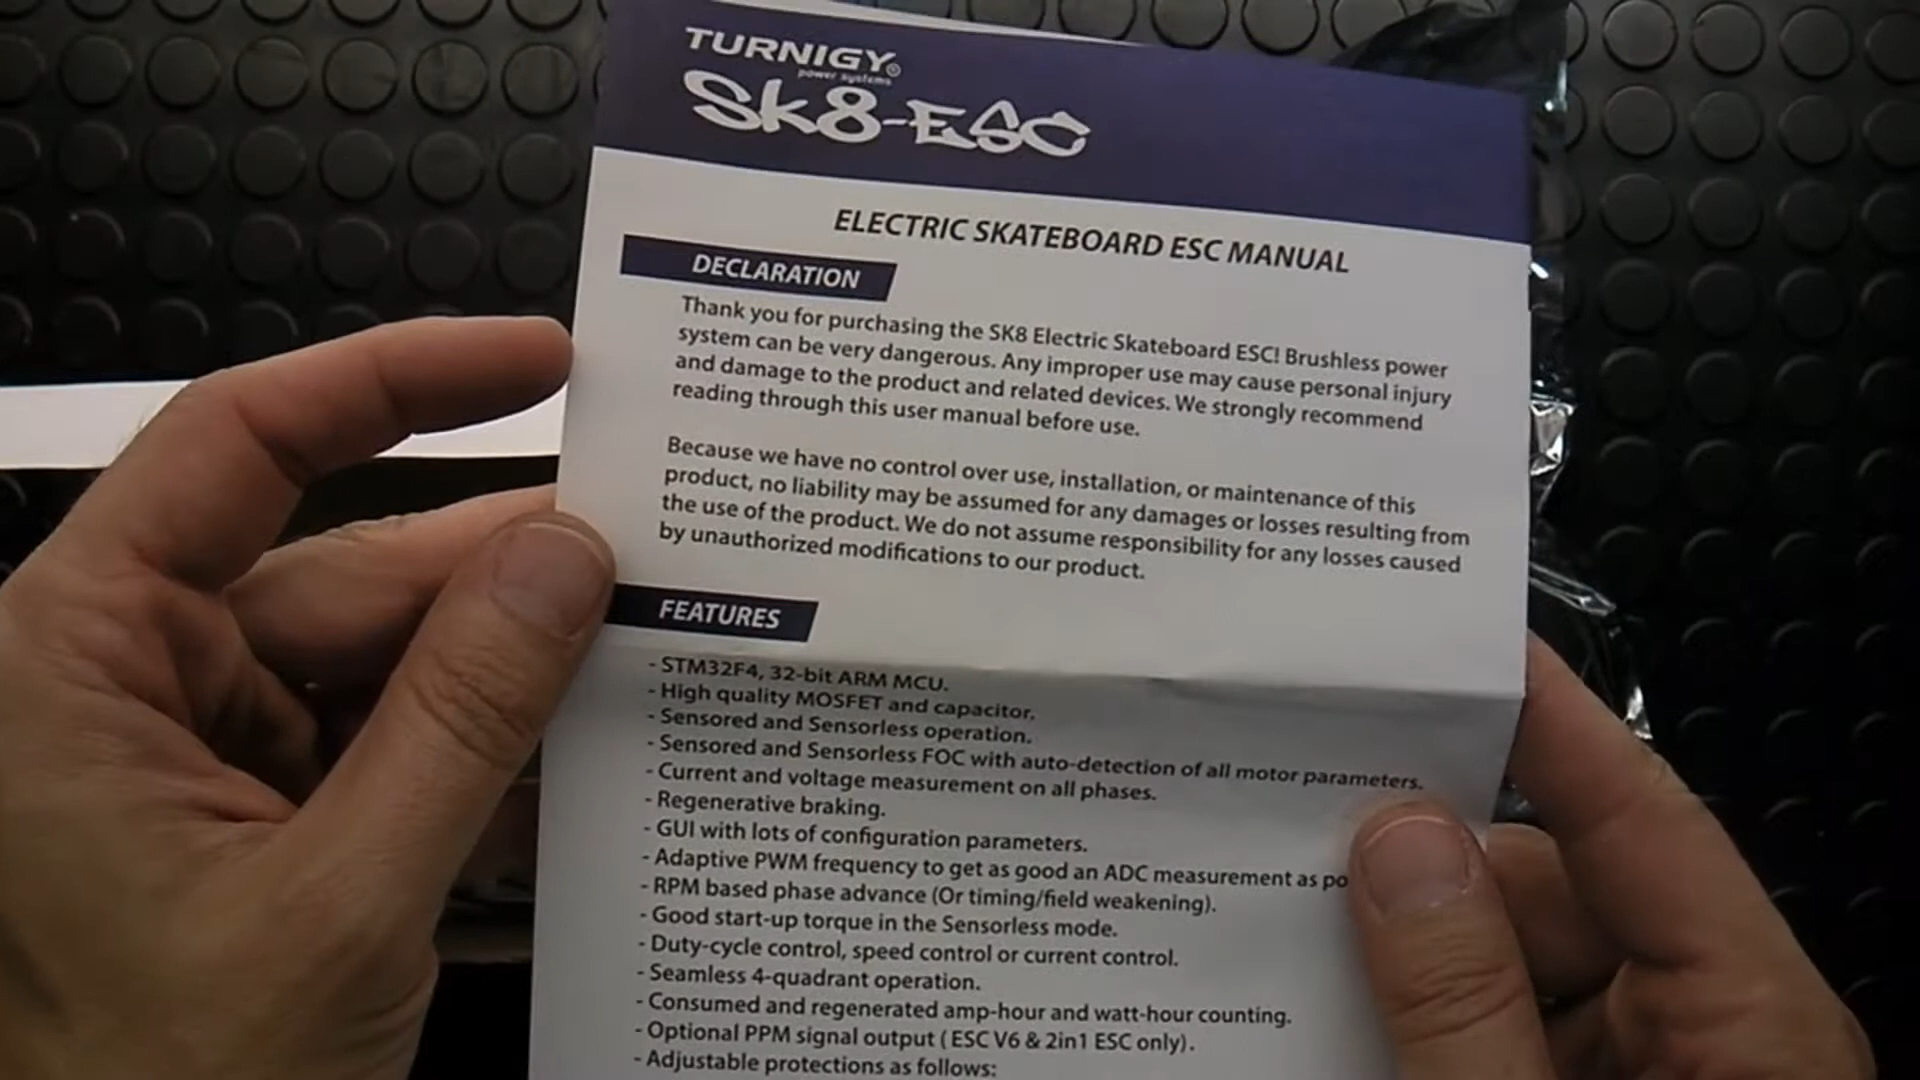 TURNIGY®
power systems
Sk8-ESC
ELECTRIC SKATEBOARD ESC MANUAL
DECLARATION
Thank you for purchasing the SK8 Electric Skateboard ESC! Brushless power
system can be very dangerous. Any improper use may cause personal injury
and damage to the product and related devices. We strongly recommend
reading through this user manual before use.
Because we have no control over use, installation, or maintenance of this
product, no liability may be assumed for any damages or losses resulting from
the use of the product. We do not assume responsibility for any losses caused
by unauthorized modifications to our product.
FEATURES
- STM32F4, 32-bit ARM MCU.
- High quality MOSFET and capacitor.
- Sensored and Sensorless operation.
- Sensored and Sensorless FOC with auto-detection of all motor parameters.
- Current and voltage measurement on all phases.
- Regenerative braking.
- GUI with lots of configuration parameters.
- Adaptive PWM frequency to get as good an ADC measurement as po
- RPM based phase advance (Or timing/field weakening).
- Good start-up torque in the Sensorless mode.
- Duty-cycle control, speed control or current control.
- Seamless 4-quadrant operation.
- Consumed and regenerated amp-hour and watt-hour counting.
- Optional PPM signal output ( ESC V6 & 2in1 ESC only).
- Adjustable protections as follows: